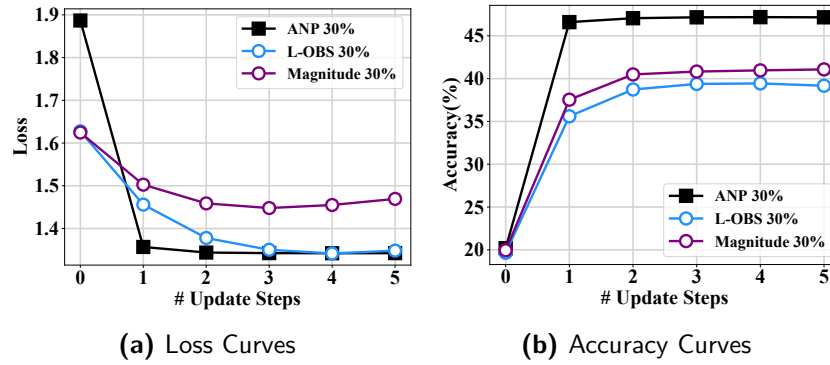 1.9
1.8
1.7
1.6
1.5
1.4
Loss
0 1 2 3 4 5
# Update Steps
ANP 30%
L-OBS 30%
Magnitude 30%
(a) Loss Curves
45
40
35
30
25
20
Accuracy(%)
0 1 2 3 4 5
# Update Steps
ANP 30%
L-OBS 30%
Magnitude 30%
(b) Accuracy Curves